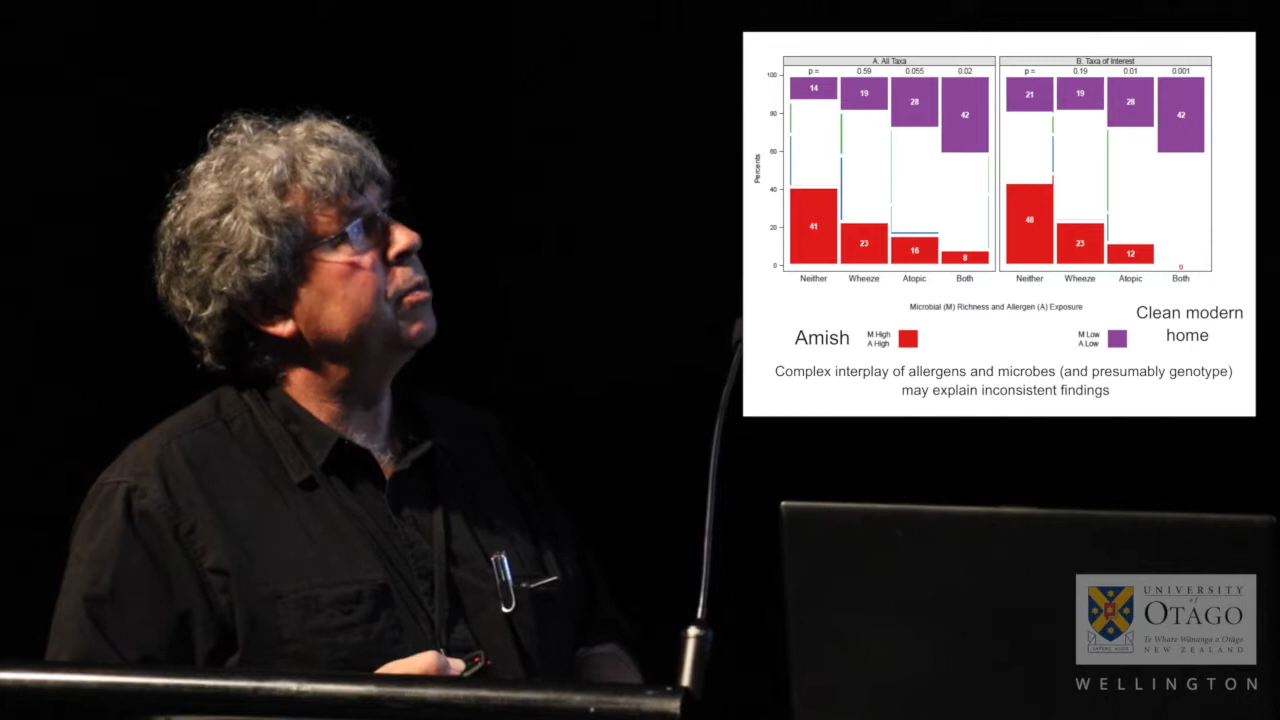 A. All Taxa
B. Taxa of Interest
p = 0.59 0.055 0.02
p = 0.19 0.01 0.001
100
80
60
40
20
0
Percents
14 19 28 42
21 19 28 42
41 23 16 8
48 23 12 0
Neither Wheeze Atopic Both
Neither Wheeze Atopic Both
Microbial (M) Richness and Allergen (A) Exposure
Amish
M High
A High
M Low
A Low
Clean modern
home
Complex interplay of allergens and microbes (and presumably genotype)
may explain inconsistent findings
UNIVERSITY
of
OTAGO
Te Whare Wānanga o Otāgo
NEW ZEALAND
SAPERE AUDE
WELLINGTON